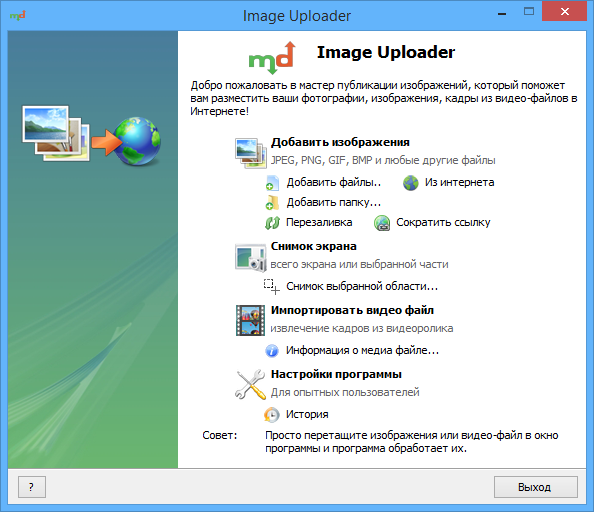 Image Uploader
md Image Uploader
Добро пожаловать в мастер публикации изображений, который поможет
вам разместить ваши фотографии, изображения, кадры из видео-файлов в
Интернете!
Добавить изображения
JPEG, PNG, GIF, BMP и любые другие файлы
Добавить файлы.. Из интернета
Добавить папку...
Перезаливка Сократить ссылку
Снимок экрана
всего экрана или выбранной части
Снимок выбранной области...
Импортировать видео файл
извлечение кадров из видеоролика
Информация о медиа файле...
Настройки программы
Для опытных пользователей
История
Совет: Просто перетащите изображения или видео-файл в окно
программы и программа обработает их.
? Выход